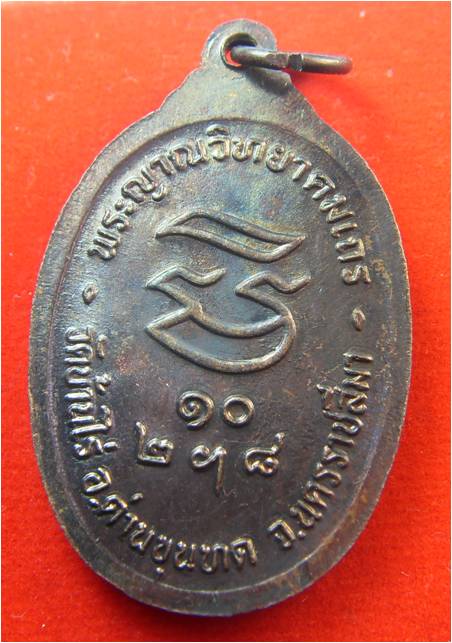 พระญาณวิทยาคมเถร
๑๐
๒ ฯ ๘
วัดบ้านไร่ อ.ด่านขุนทด จ.นครราชสีมา